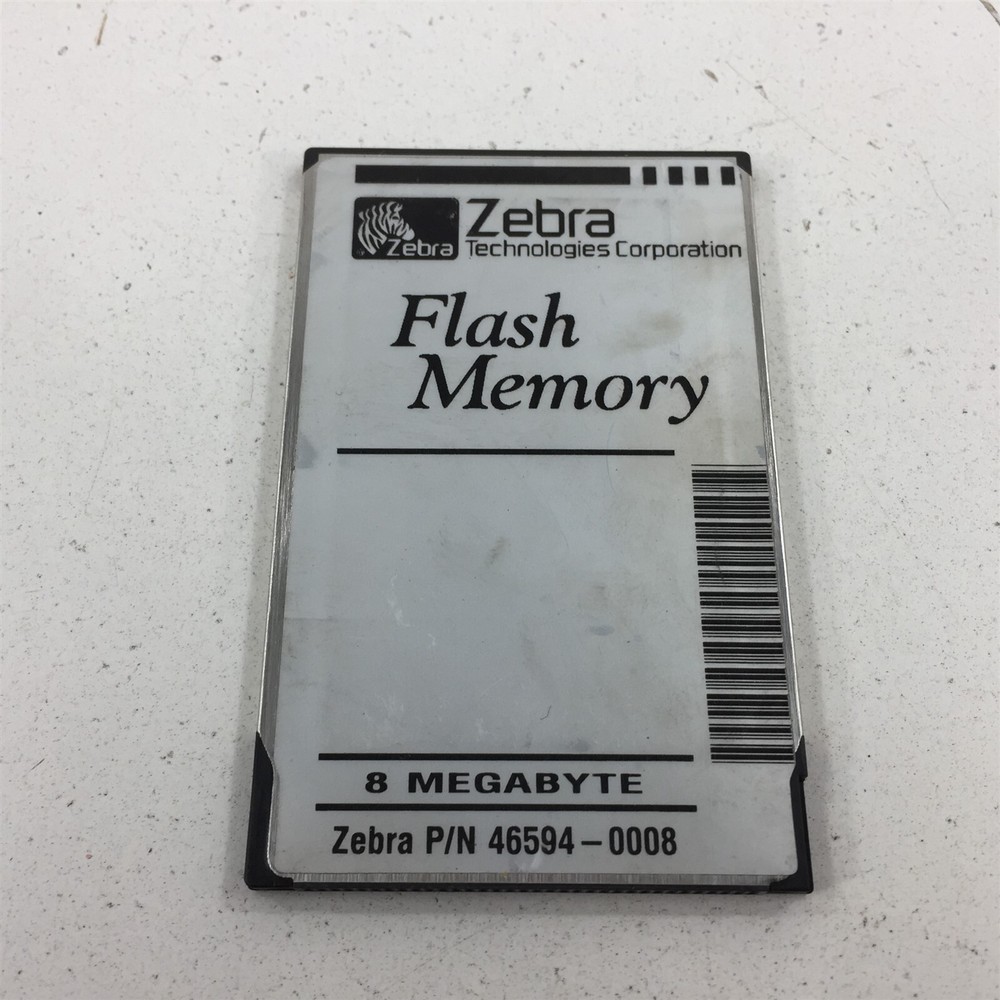 Zebra
Zebra
Technologies Corporation
Flash
Memory
8 MEGABYTE
Zebra P/N 46594-0008